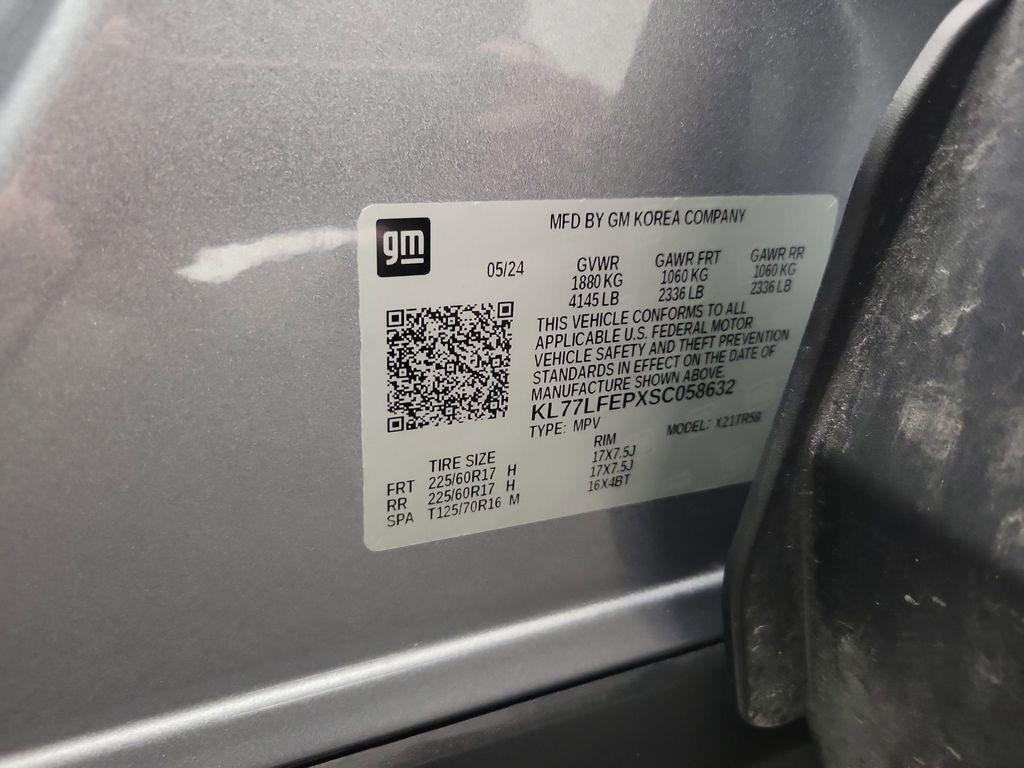 gm
MFD BY GM KOREA COMPANY
05/24
GVWR GAWR FRT GAWR RR
1880 KG 1060 KG 1060 KG
4145 LB 2336 LB 2336 LB
THIS VEHICLE CONFORMS TO ALL
APPLICABLE U.S. FEDERAL MOTOR
VEHICLE SAFETY AND THEFT PREVENTION
STANDARDS IN EFFECT ON THE DATE OF
MANUFACTURE SHOWN ABOVE.
KL77LFEPXSC058632
TYPE: MPV MODEL: X21TR58
TIRE SIZE RIM
FRT 225/60R17 H 17X7.5J
RR 225/60R17 H 17X7.5J
SPA T125/70R16 M 16X4BT